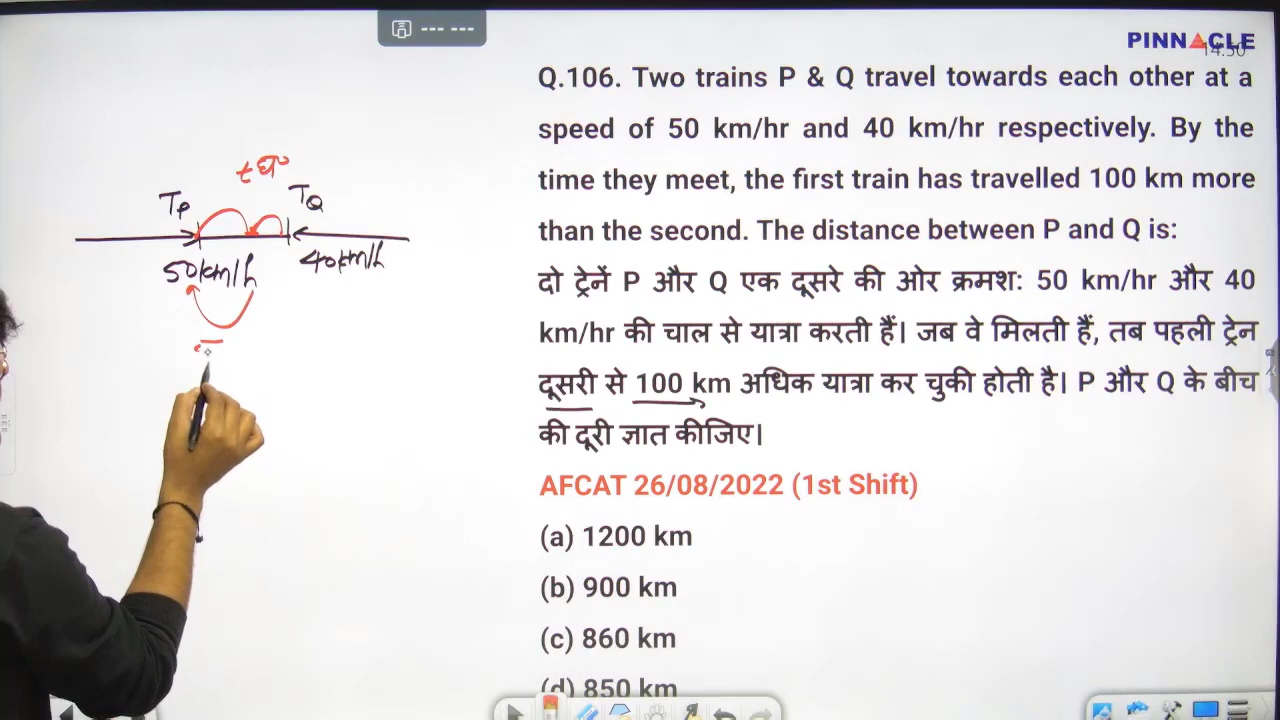 --- ---
PINNACLE
14:50
Q.106. Two trains P & Q travel towards each other at a
speed of 50 km/hr and 40 km/hr respectively. By the
time they meet, the first train has travelled 100 km more
than the second. The distance between P and Q is:
दो ट्रेनें P और Q एक दूसरे की ओर क्रमश: 50 km/hr और 40
km/hr की चाल से यात्रा करती हैं। जब वे मिलती हैं, तब पहली ट्रेन
दूसरी से 100 km अधिक यात्रा कर चुकी होती है। P और Q के बीच
की दूरी ज्ञात कीजिए।
AFCAT 26/08/2022 (1st Shift)
(a) 1200 km
(b) 900 km
(c) 860 km
(d) 850 km
t घं०
TP TQ
50km/h 40km/h